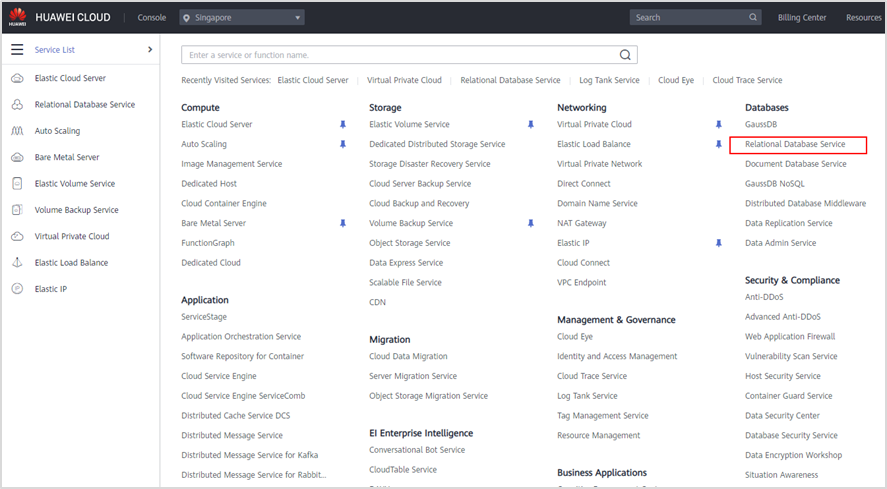 HUAWEI
HUAWEI CLOUD
Console
Singapore
Search
Billing Center
Resources
Service List
Elastic Cloud Server
Relational Database Service
Auto Scaling
Bare Metal Server
Elastic Volume Service
Volume Backup Service
Virtual Private Cloud
Elastic Load Balance
Elastic IP
Enter a service or function name.
Recently Visited Services: Elastic Cloud Server | Virtual Private Cloud | Relational Database Service | Log Tank Service | Cloud Eye | Cloud Trace Service
Compute
Elastic Cloud Server
Auto Scaling
Image Management Service
Dedicated Host
Cloud Container Engine
Bare Metal Server
FunctionGraph
Dedicated Cloud
Application
ServiceStage
Application Orchestration Service
Software Repository for Container
Cloud Service Engine
Cloud Service Engine ServiceComb
Distributed Cache Service DCS
Distributed Message Service
Distributed Message Service for Kafka
Distributed Message Service for Rabbit...
Storage
Elastic Volume Service
Dedicated Distributed Storage Service
Storage Disaster Recovery Service
Cloud Server Backup Service
Cloud Backup and Recovery
Volume Backup Service
Object Storage Service
Data Express Service
Scalable File Service
CDN
Migration
Cloud Data Migration
Server Migration Service
Object Storage Migration Service
EI Enterprise Intelligence
Conversational Bot Service
CloudTable Service
Networking
Virtual Private Cloud
Elastic Load Balance
Virtual Private Network
Direct Connect
Domain Name Service
NAT Gateway
Elastic IP
Cloud Connect
VPC Endpoint
Management & Governance
Cloud Eye
Identity and Access Management
Cloud Trace Service
Log Tank Service
Tag Management Service
Resource Management
Business Applications
Databases
GaussDB
Relational Database Service
Document Database Service
GaussDB NoSQL
Distributed Database Middleware
Data Replication Service
Data Admin Service
Security & Compliance
Anti-DDoS
Advanced Anti-DDoS
Web Application Firewall
Vulnerability Scan Service
Host Security Service
Container Guard Service
Data Security Center
Database Security Service
Data Encryption Workshop
Situation Awareness